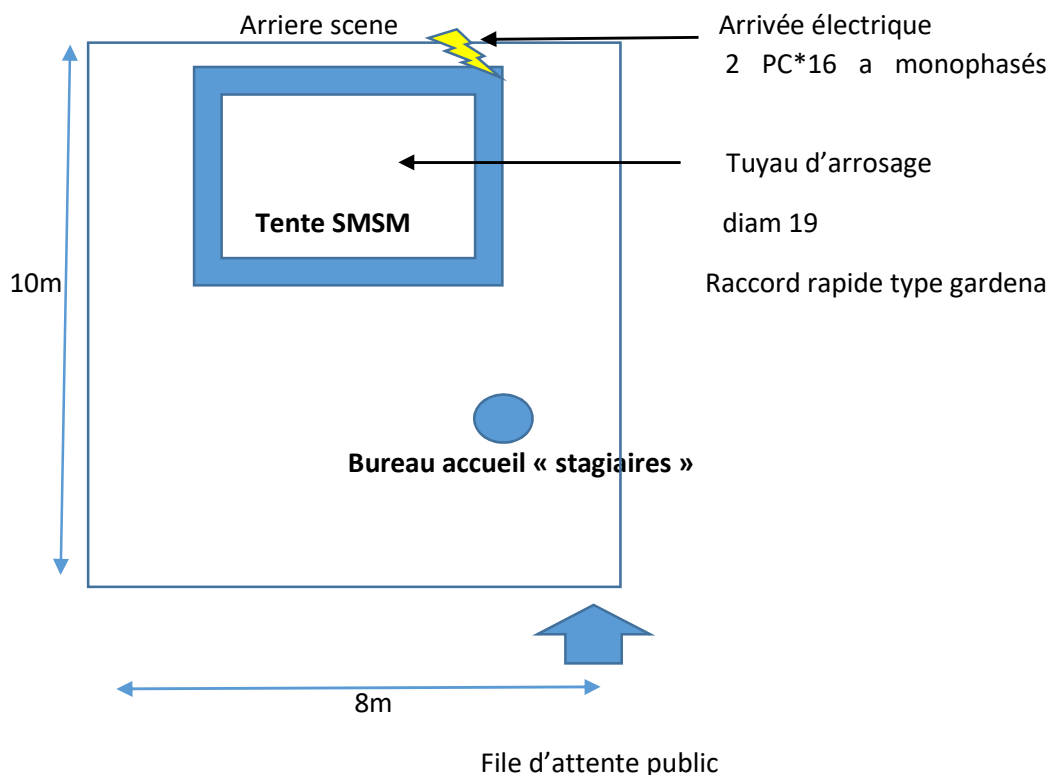 Arriere scene
Arrivée électrique
2 PC*16 a monophasés
Tuyau d'arrosage
Tente SMSM
diam 19
10m
Raccord rapide type gardena
Bureau accueil « stagiaires »
8m
File d'attente public